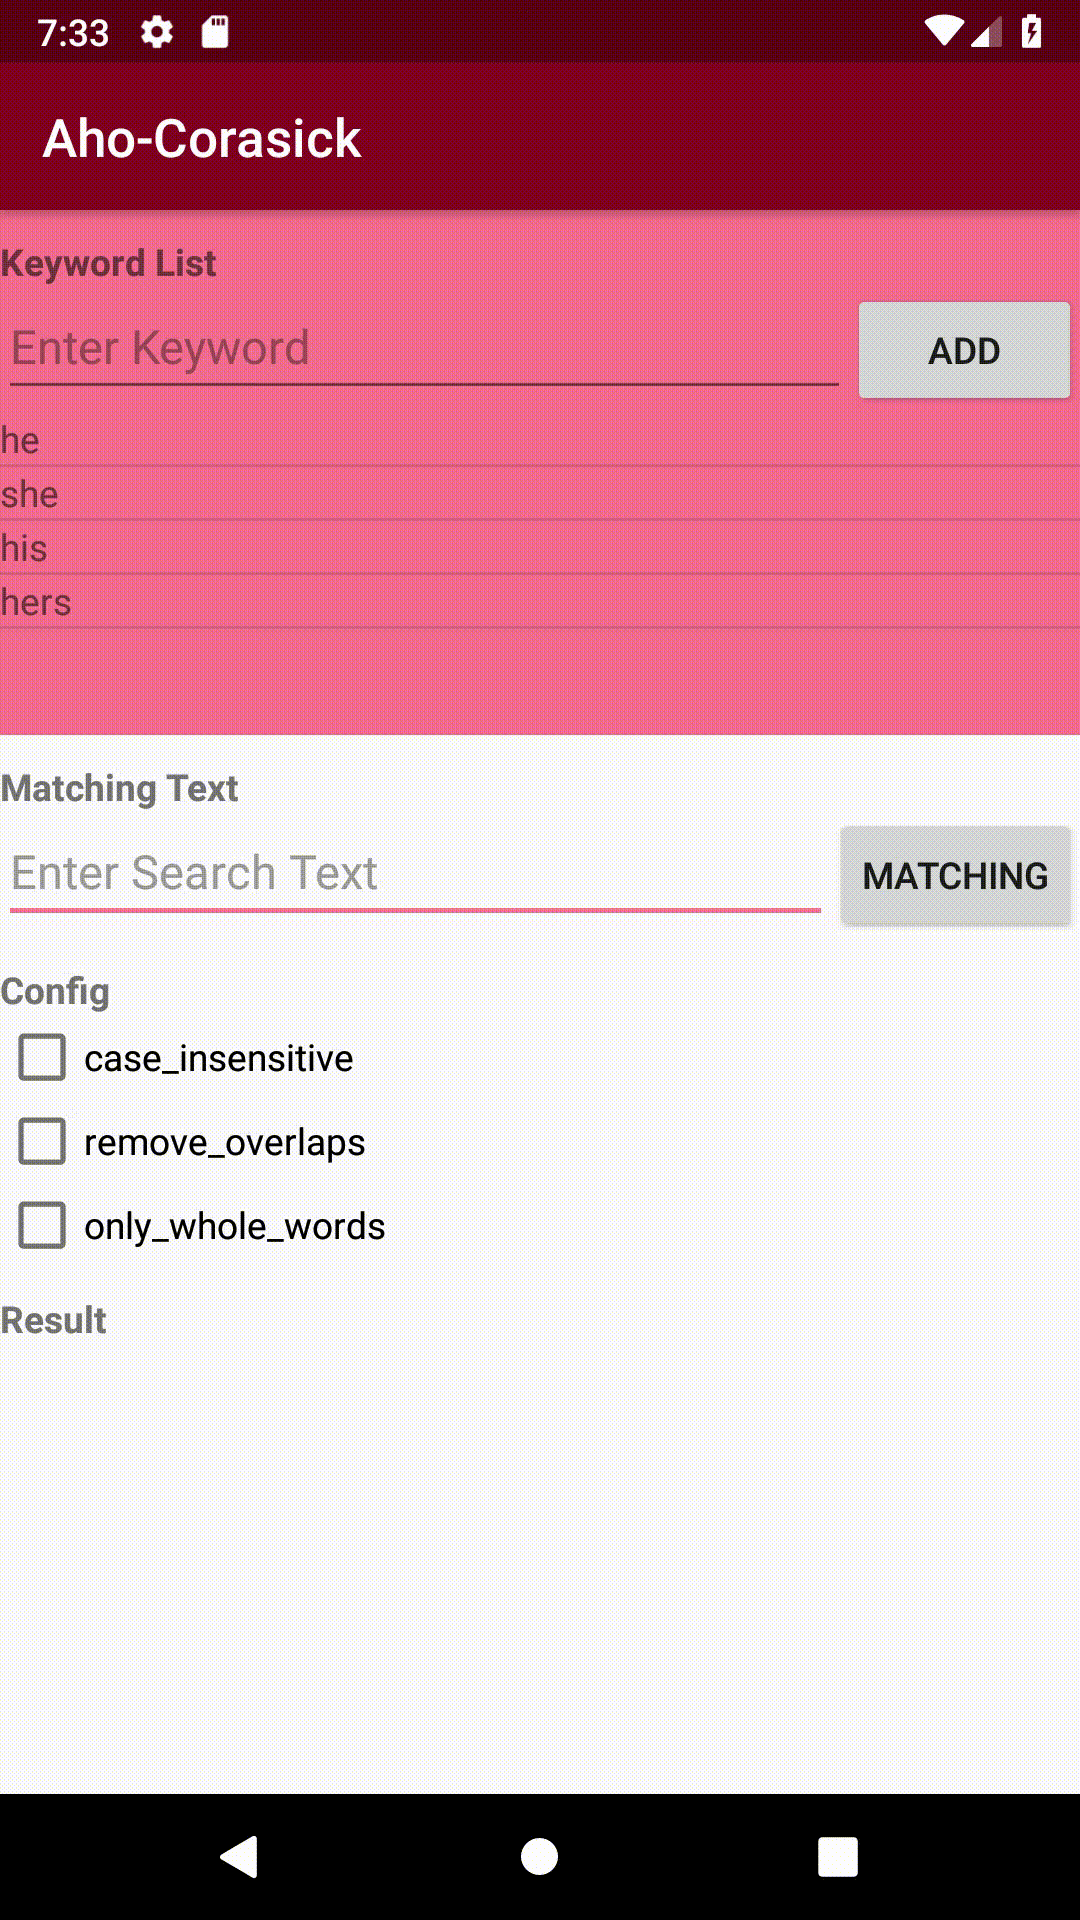 7:33
Aho-Corasick
Keyword List
Enter Keyword
ADD
he
she
his
hers
Matching Text
Enter Search Text
MATCHING
Config
case_insensitive
remove_overlaps
only_whole_words
Result